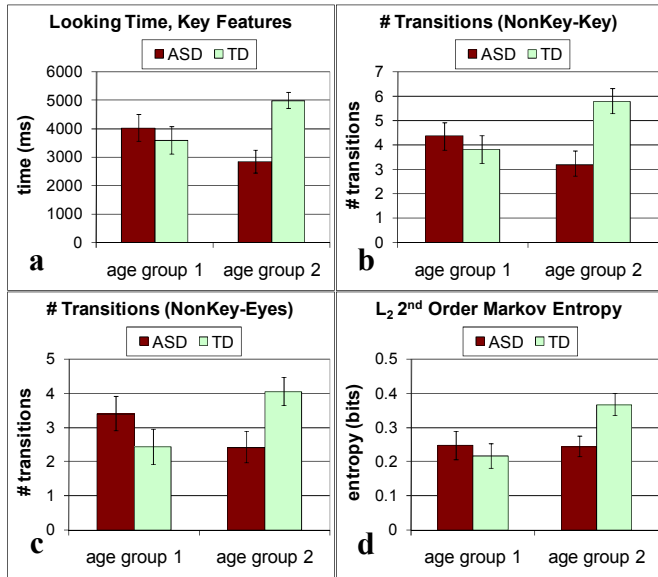 Looking Time, Key Features
ASD TD
6000
5000
4000
3000
2000
1000
0
time (ms)
a
age group 1 age group 2
# Transitions (NonKey-Key)
ASD TD
7
6
5
4
3
2
1
0
# transitions
b
age group 1 age group 2
# Transitions (NonKey-Eyes)
ASD TD
5
4
3
2
1
0
# transitions
c
age group 1 age group 2
L₂ 2ⁿᵈ Order Markov Entropy
ASD TD
0.5
0.4
0.3
0.2
0.1
0
entropy (bits)
d
age group 1 age group 2